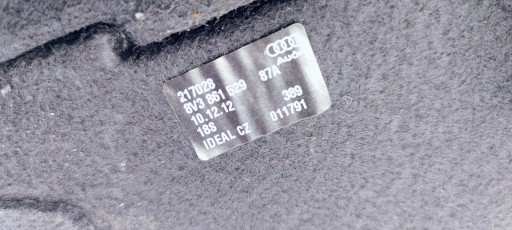 Audi
217028
8V3 861 529 87A
10.12.12
18S 389
IDEAL CZ 011791